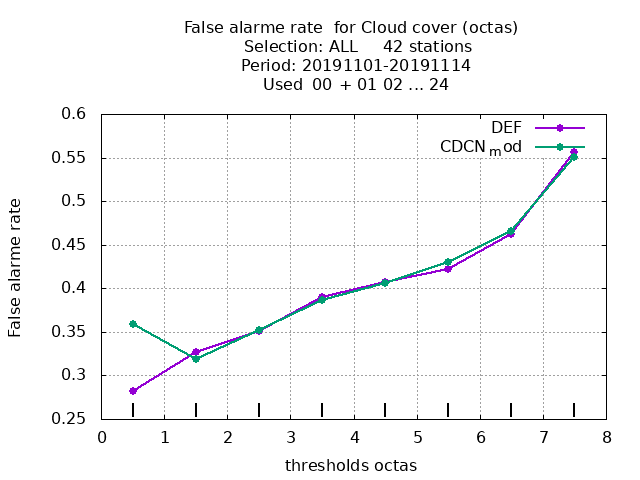 False alarme rate  for Cloud cover (octas)
Selection: ALL     42 stations
Period: 20191101-20191114
Used  00 + 01 02 ... 24
DEF
CDCNmod
False alarme rate
0.6
0.55
0.5
0.45
0.4
0.35
0.3
0.25
0 1 2 3 4 5 6 7 8
thresholds octas